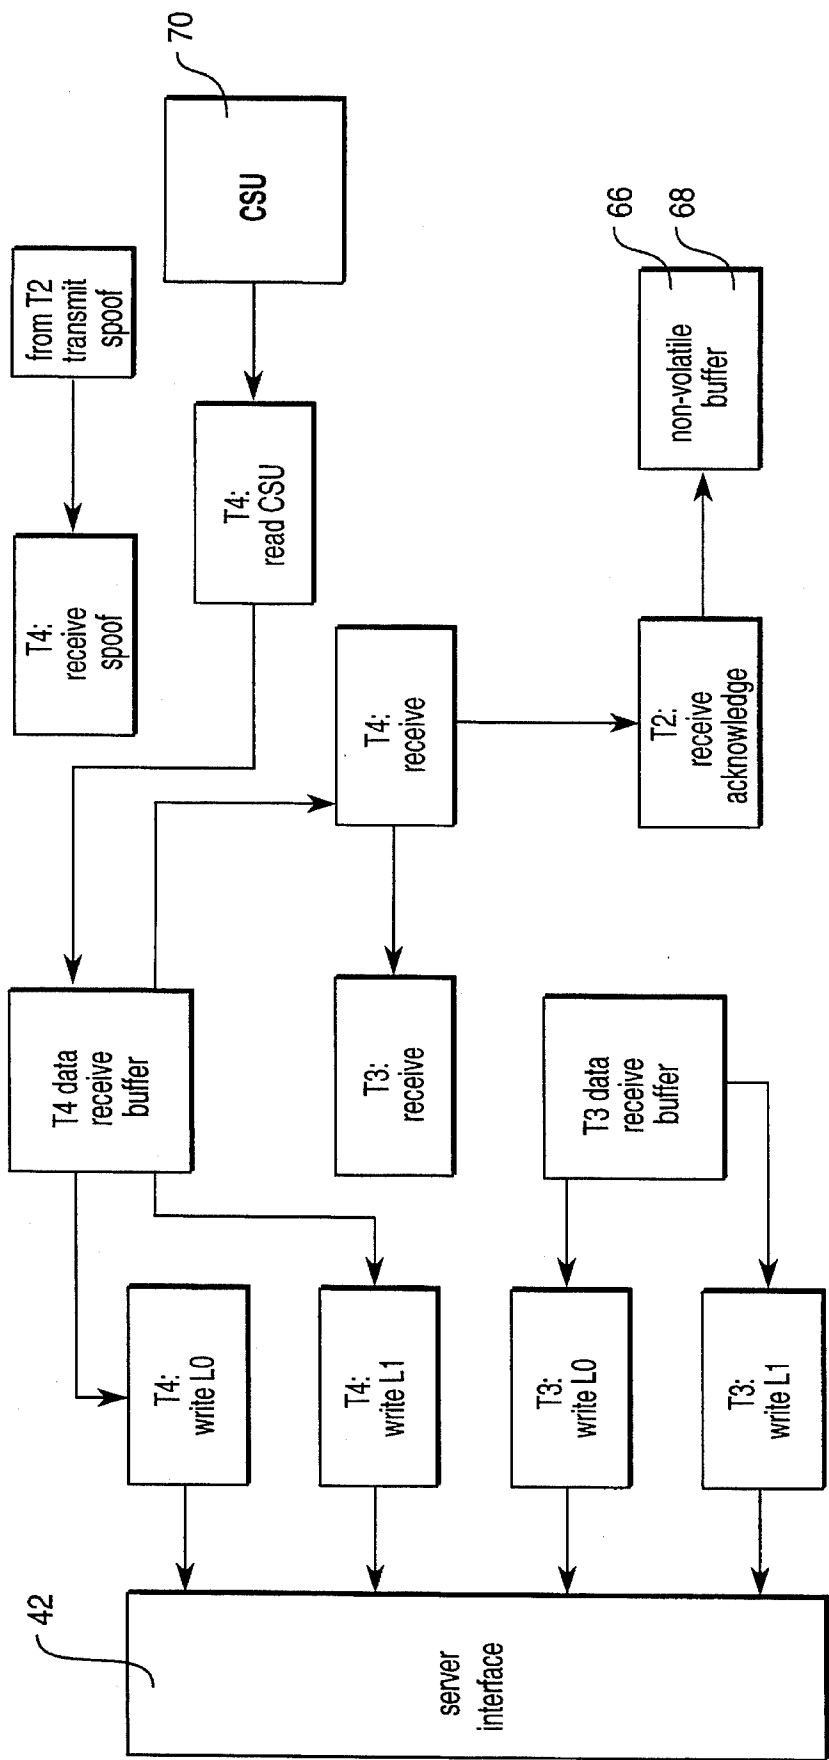 42
server
interface
T4:
write L0
T4:
write L1
T3:
write L0
T3:
write L1
T4 data
receive
buffer
T3 data
receive
buffer
T3:
receive
T4:
receive
spoof
T4:
receive
T2:
receive
acknowledge
from T2
transmit
spoof
T4:
read CSU
non-volatile
buffer
66
68
CSU
70